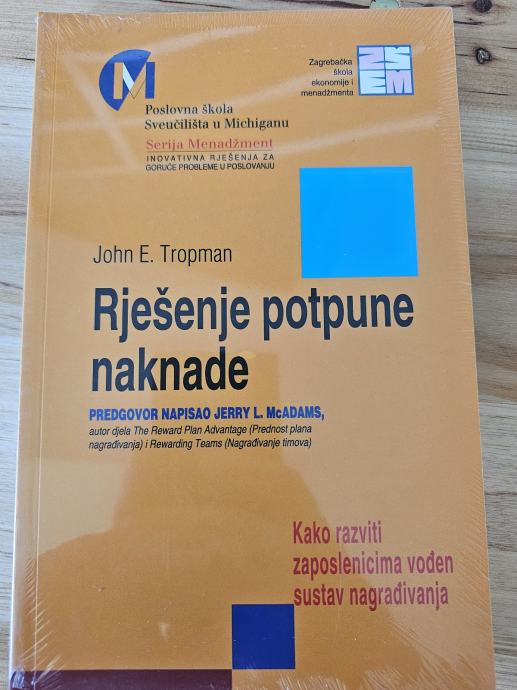 Poslovna škola
Sveučilišta u Michiganu
Serija Menadžment
INOVATIVNA RJEŠENJA ZA
GORUĆE PROBLEME U POSLOVANJU
Zagrebačka
škola
ekonomije i
menadžmenta
ZŠ
EM
John E. Tropman
Rješenje potpune
naknade
PREDGOVOR NAPISAO JERRY L. McADAMS,
autor djela The Reward Plan Advantage (Prednost plana
nagrađivanja) i Rewarding Teams (Nagrađivanje timova)
Kako razviti
zaposlenicima vođen
sustav nagrađivanja